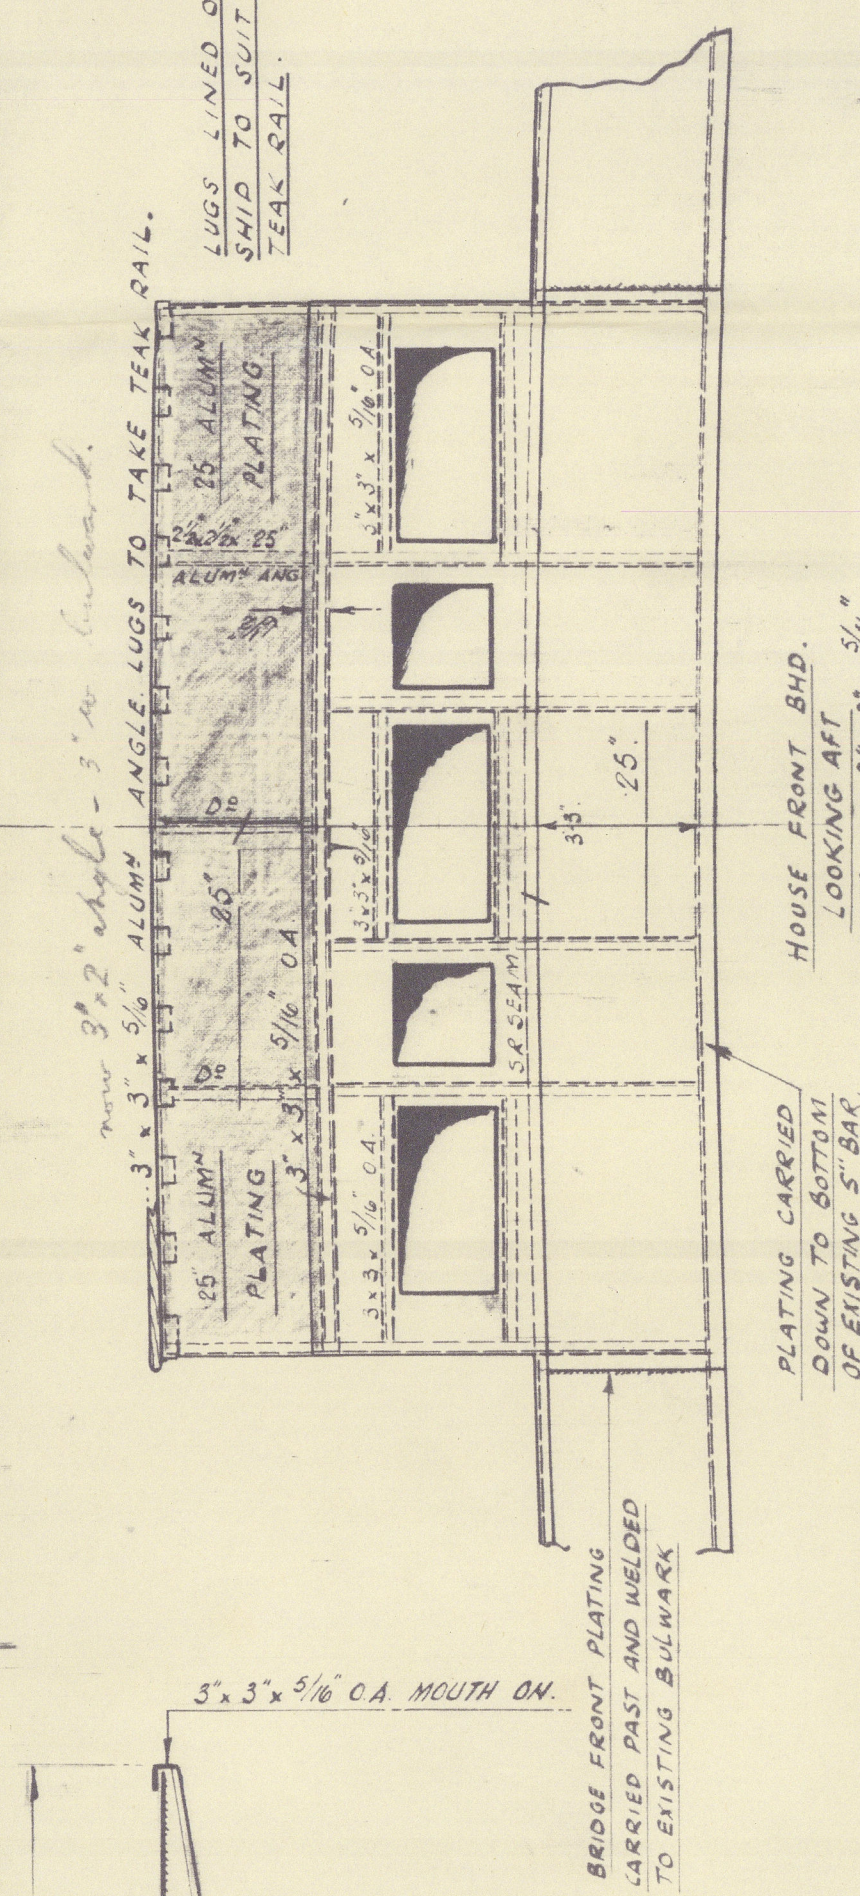 LUGS LINED O
SHIP TO SUIT
TEAK RAIL.
now 3" x 2" angle - 3" to bulwark.
3" x 3" x 5/16" ALUMᴺ ANGLE LUGS TO TAKE TEAK RAIL.
·25" ALUMᴺ
PLATING
Dᴼ
·25"
Dᴼ
2½" x 2½" x ·25"
ALUMᴺ ANG
·25" ALUMᴺ
PLATING
3" x 3" x 5/16" O.A.
3 x 3 x 5/16" O.A.
3 x 3" x 5/16"
3" x 3" x 5/16" O.A.
S.R SEAM
3'-3"
·25"
HOUSE FRONT BHD.
LOOKING AFT
5/16"
PLATING CARRIED
DOWN TO BOTTOM
OF EXISTING 5" BAR
BRIDGE FRONT PLATING
CARRIED PAST AND WELDED
TO EXISTING BULWARK
3" x 3" x 5/16" O.A. MOUTH ON.